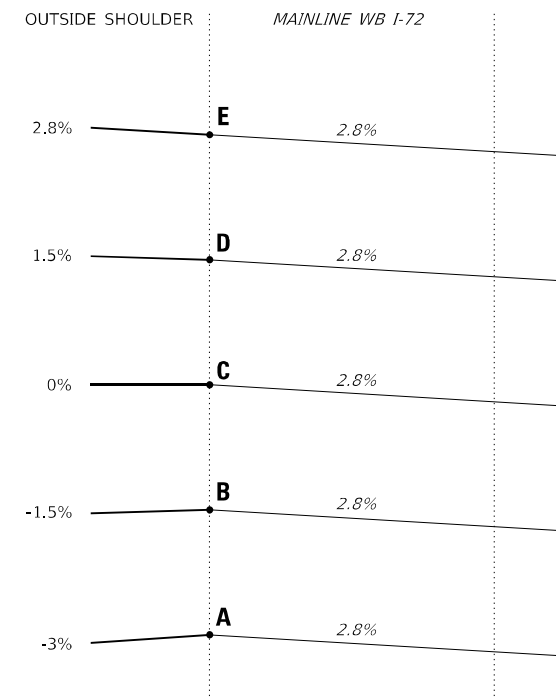 OUTSIDE SHOULDER MAINLINE WB I-72
E
2.8% 2.8%
D
1.5% 2.8%
C
0% 2.8%
B
-1.5% 2.8%
A
-3% 2.8%